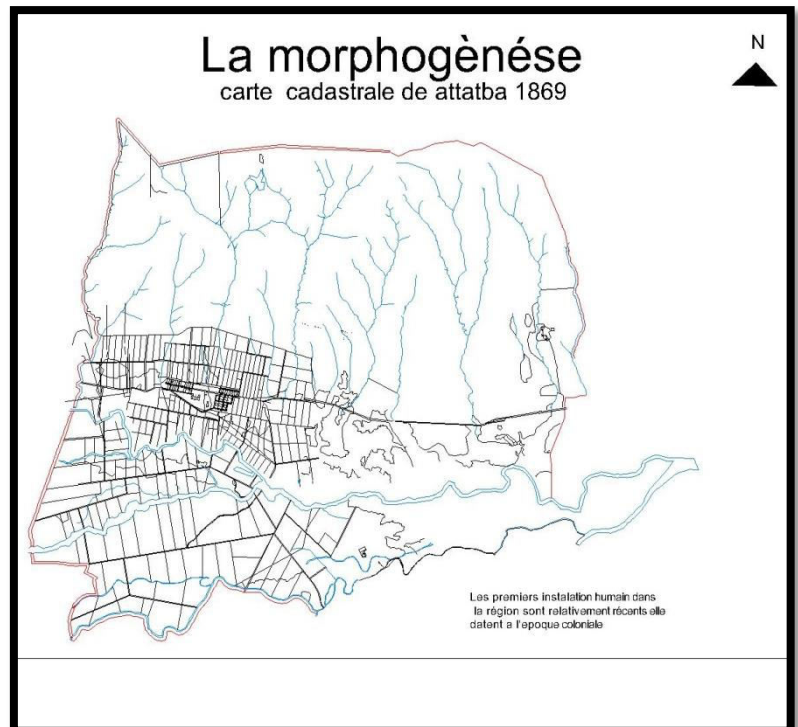 La morphogènése
carte cadastrale de attatba 1869
N
Les premiers instalation humain dans
la région sont relativement récents elle
datent a l'epoque coloniale